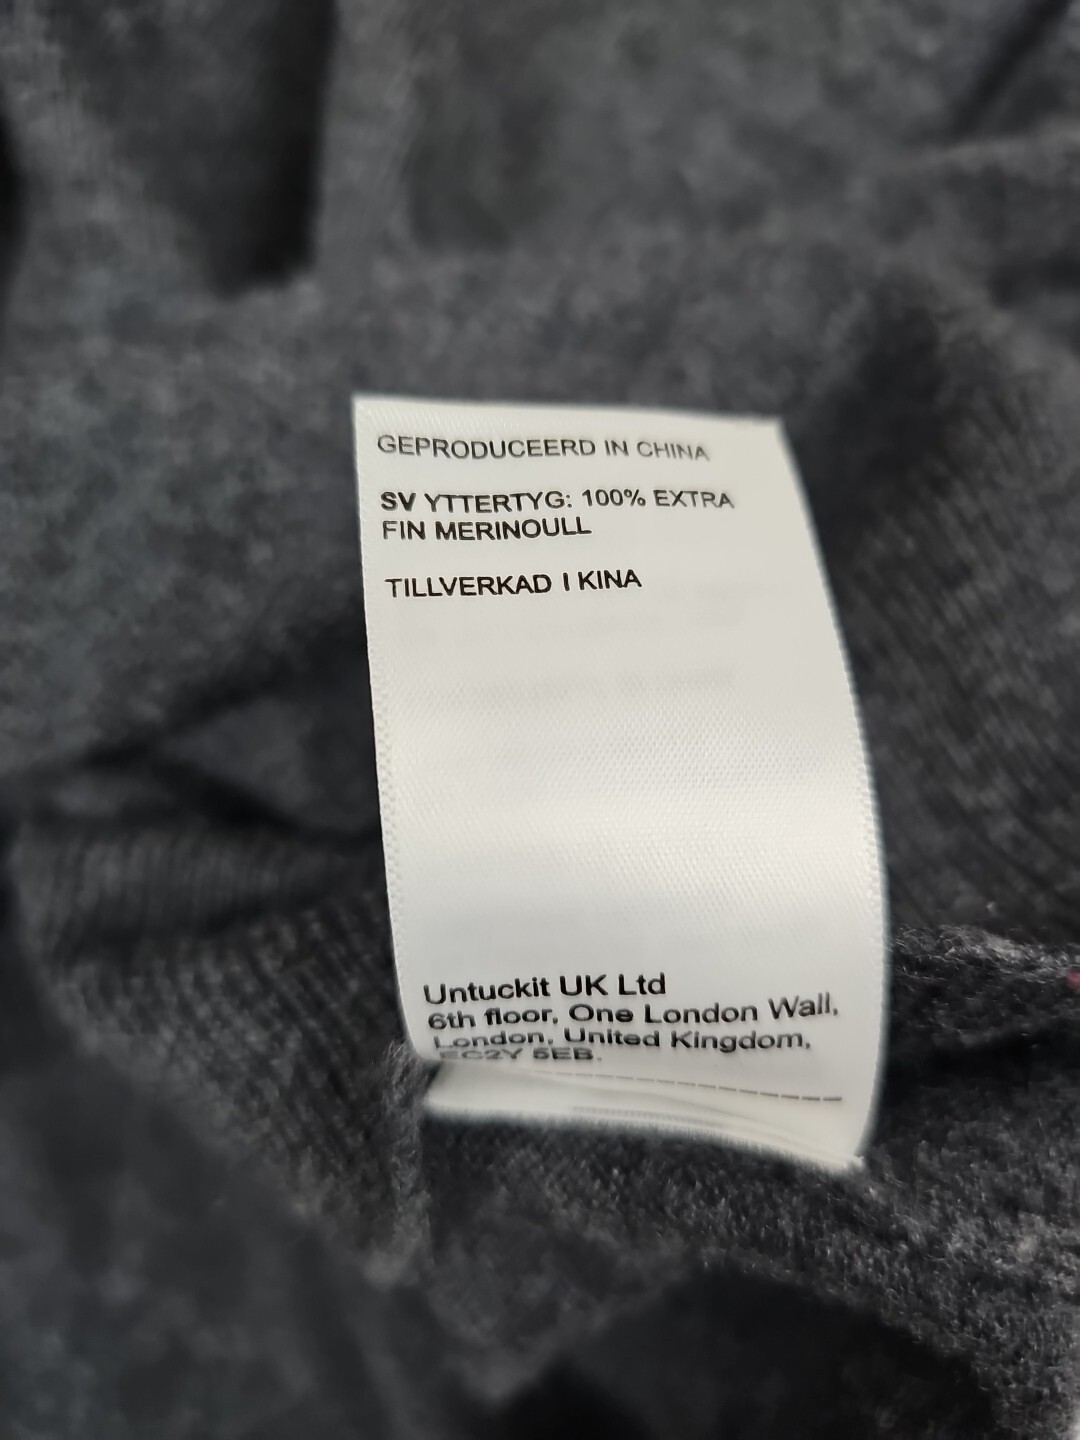 GEPRODUCEERD IN CHINA
SV YTTERTYG: 100% EXTRA
FIN MERINOULL
TILLVERKAD I KINA
Untuckit UK Ltd
6th floor, One London Wall,
London, United Kingdom,
EC2Y 5EB.